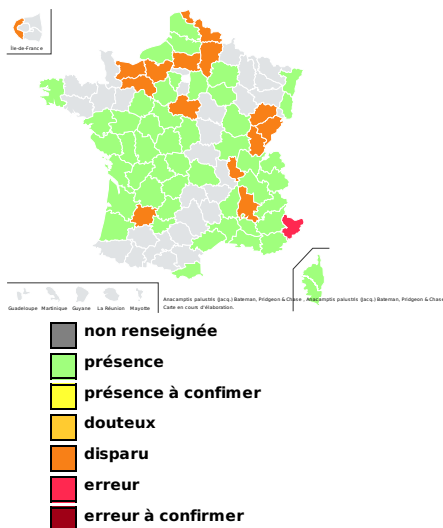 Île-de-France
Guadeloupe Martinique Guyane La Réunion Mayotte
Anacamptis palustris (Jacq.) Bateman, Pridgeon & Chase , Anacamptis palustris (Jacq.) Bateman, Pridgeon & Chase
Carte en cours d'élaboration.
non renseignée
présence
présence à confimer
douteux
disparu
erreur
erreur à confirmer